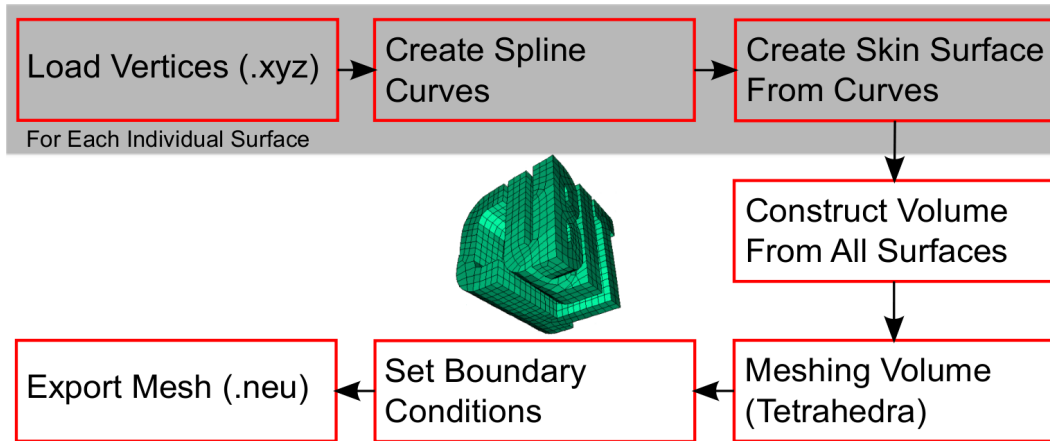 Load Vertices (.xyz)
Create Spline
Curves
Create Skin Surface
From Curves
For Each Individual Surface
Construct Volume
From All Surfaces
CUBIT
Meshing Volume
(Tetrahedra)
Set Boundary
Conditions
Export Mesh (.neu)